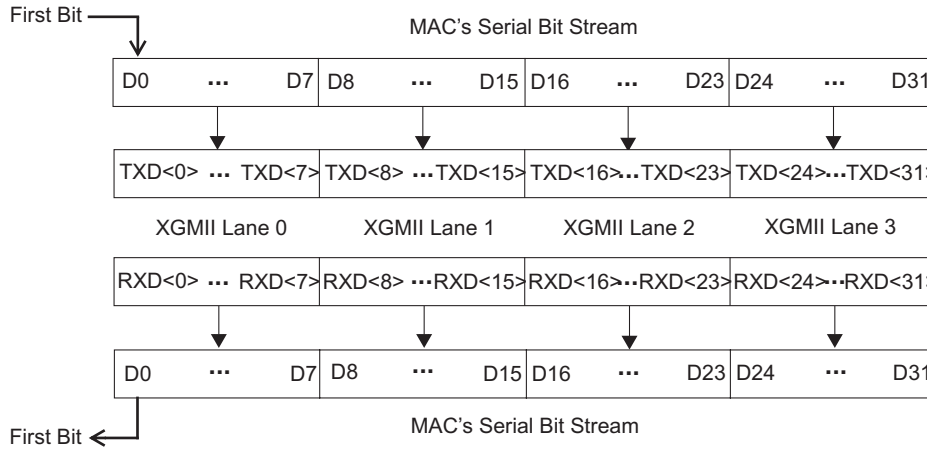 First Bit
MAC's Serial Bit Stream
D0 ... D7 D8 ... D15 D16 ... D23 D24 ... D31
TXD<0> ... TXD<7> TXD<8> ...TXD<15> TXD<16>...TXD<23> TXD<24>...TXD<31>
XGMII Lane 0 XGMII Lane 1 XGMII Lane 2 XGMII Lane 3
RXD<0> ... RXD<7> RXD<8> ...RXD<15> RXD<16>...RXD<23> RXD<24>...RXD<31>
D0 ... D7 D8 ... D15 D16 ... D23 D24 ... D31
MAC's Serial Bit Stream
First Bit